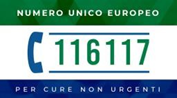 NUMERO UNICO EUROPEO
116117
PER CURE NON URGENTI